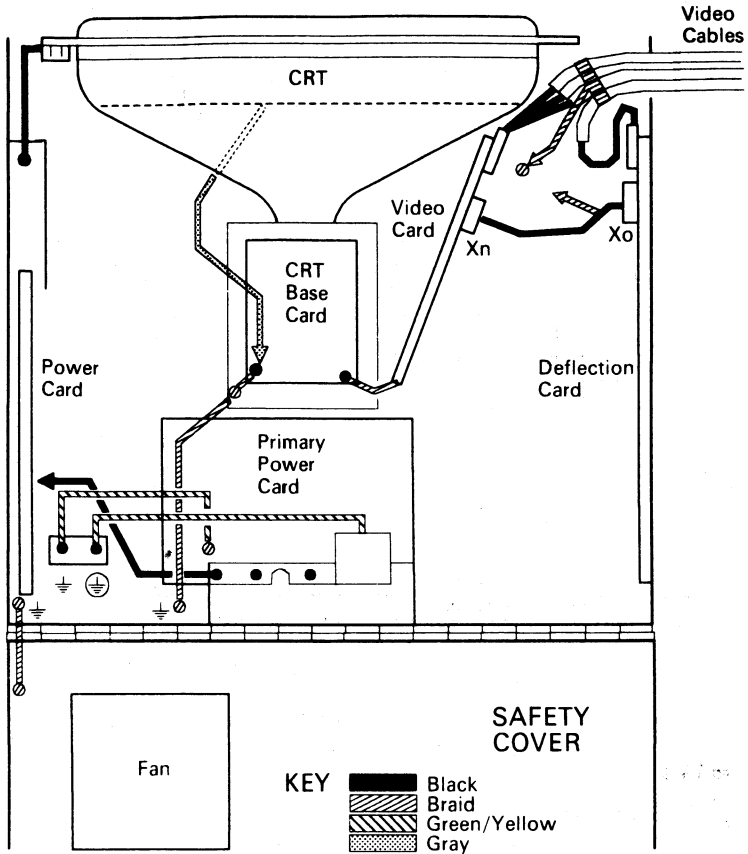 Video
Cables
CRT
Video
Card
Xn
Xo
CRT
Base
Card
Power
Card
Deflection
Card
Primary
Power
Card
SAFETY
COVER
Fan
KEY
Black
Braid
Green/Yellow
Gray